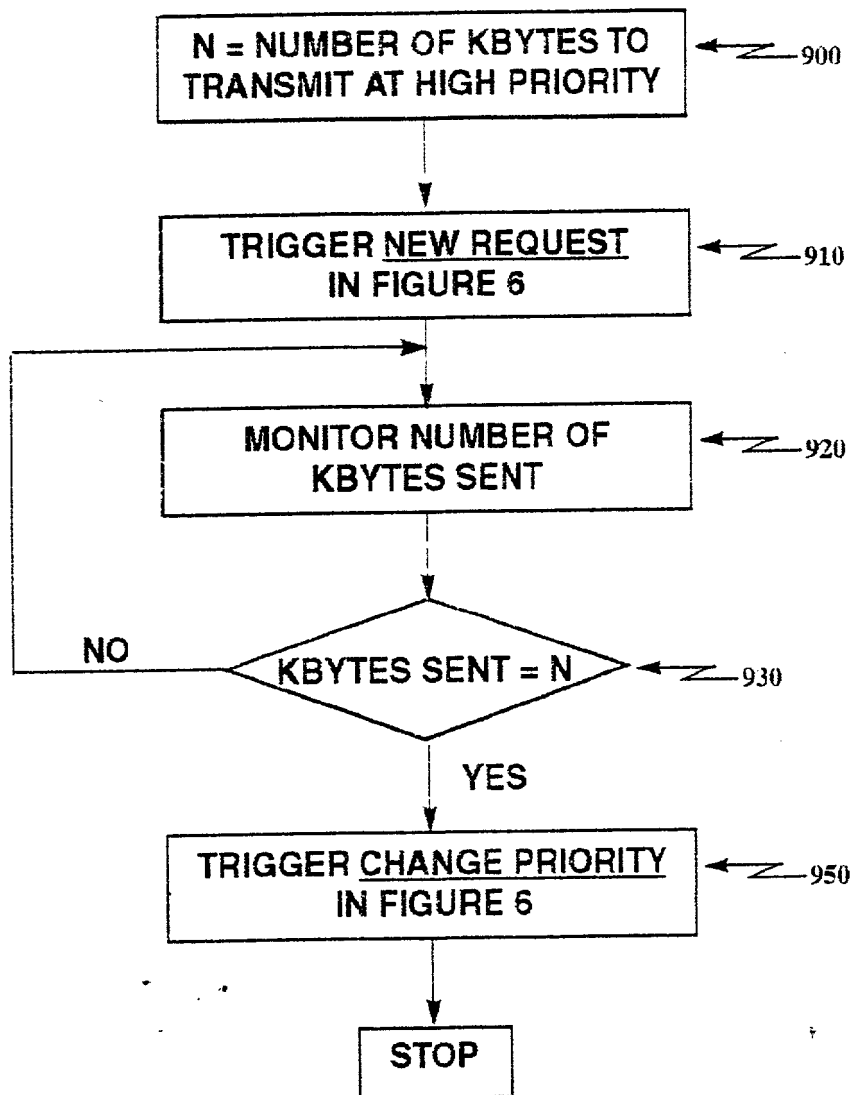 N = NUMBER OF KBYTES TO
TRANSMIT AT HIGH PRIORITY
900
TRIGGER NEW REQUEST
IN FIGURE 6
910
MONITOR NUMBER OF
KBYTES SENT
920
NO
KBYTES SENT = N
930
YES
TRIGGER CHANGE PRIORITY
IN FIGURE 6
950
STOP